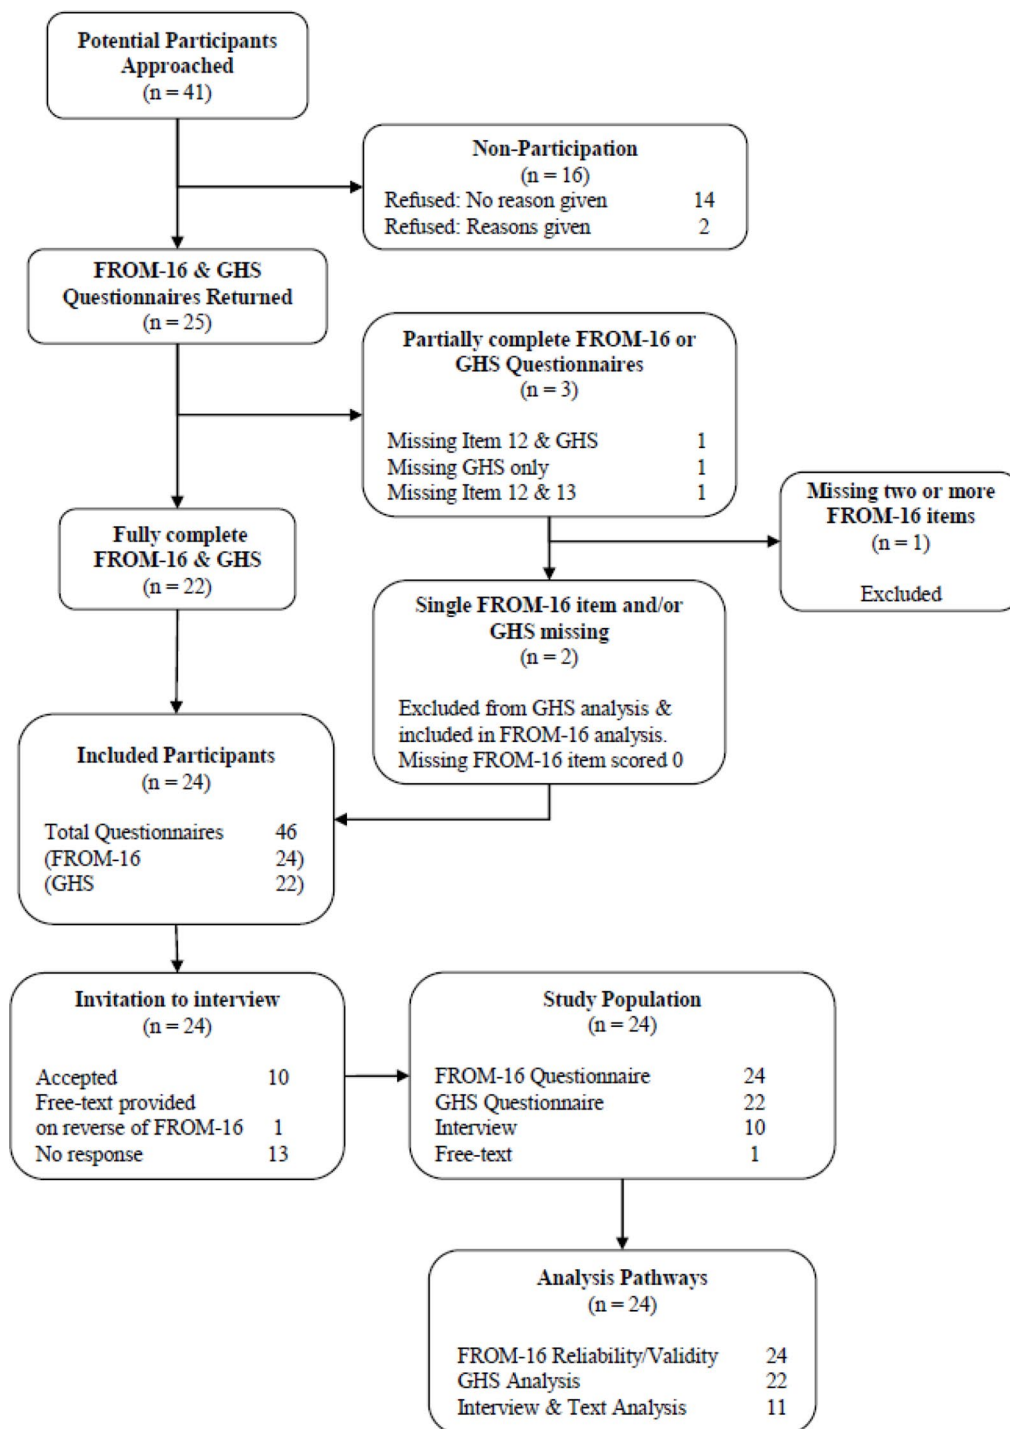 Potential Participants
Approached
(n = 41)
Non-Participation
(n = 16)
Refused: No reason given 14
Refused: Reasons given 2
FROM-16 & GHS
Questionnaires Returned
(n = 25)
Partially complete FROM-16 or
GHS Questionnaires
(n = 3)
Missing Item 12 & GHS 1
Missing GHS only 1
Missing Item 12 & 13 1
Missing two or more
FROM-16 items
(n = 1)
Excluded
Fully complete
FROM-16 & GHS
(n = 22)
Single FROM-16 item and/or
GHS missing
(n = 2)
Excluded from GHS analysis &
included in FROM-16 analysis.
Missing FROM-16 item scored 0
Included Participants
(n = 24)
Total Questionnaires 46
(FROM-16 24)
(GHS 22)
Invitation to interview
(n = 24)
Accepted 10
Free-text provided
on reverse of FROM-16 1
No response 13
Study Population
(n = 24)
FROM-16 Questionnaire 24
GHS Questionnaire 22
Interview 10
Free-text 1
Analysis Pathways
(n = 24)
FROM-16 Reliability/Validity 24
GHS Analysis 22
Interview & Text Analysis 11